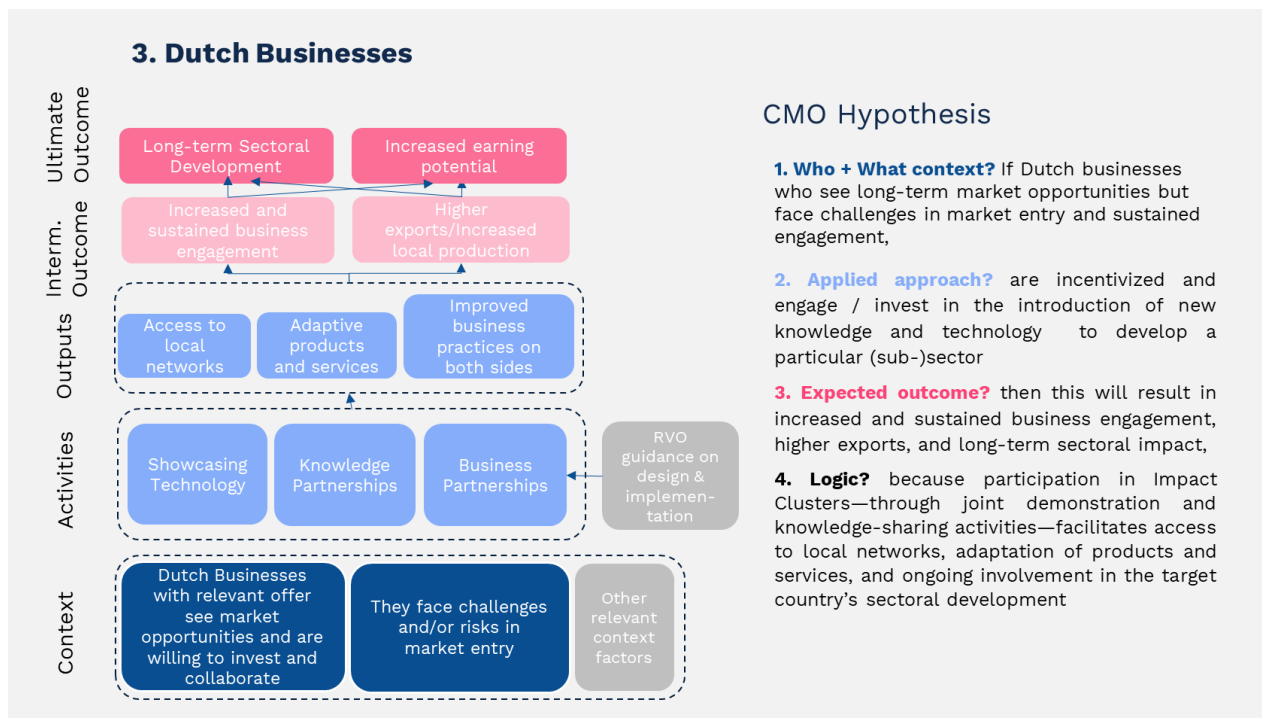 3. Dutch Businesses
Ultimate
Outcome
Long-term Sectoral
Development
Increased earning
potential
Interm.
Outcome
Increased and
sustained business
engagement
Higher
exports/Increased
local production
Outputs
Access to
local
networks
Adaptive
products
and services
Improved
business
practices on
both sides
Activities
Showcasing
Technology
Knowledge
Partnerships
Business
Partnerships
RVO
guidance on
design &
implemen-
tation
Context
Dutch Businesses
with relevant offer
see market
opportunities and are
willing to invest and
collaborate
They face challenges
and/or risks in
market entry
Other
relevant
context
factors
CMO Hypothesis
1. Who + What context? If Dutch businesses
who see long-term market opportunities but
face challenges in market entry and sustained
engagement,
2. Applied approach? are incentivized and
engage / invest in the introduction of new
knowledge and technology to develop a
particular (sub-)sector
3. Expected outcome? then this will result in
increased and sustained business engagement,
higher exports, and long-term sectoral impact,
4. Logic? because participation in Impact
Clusters—through joint demonstration and
knowledge-sharing activities—facilitates access
to local networks, adaptation of products and
services, and ongoing involvement in the target
country’s sectoral development